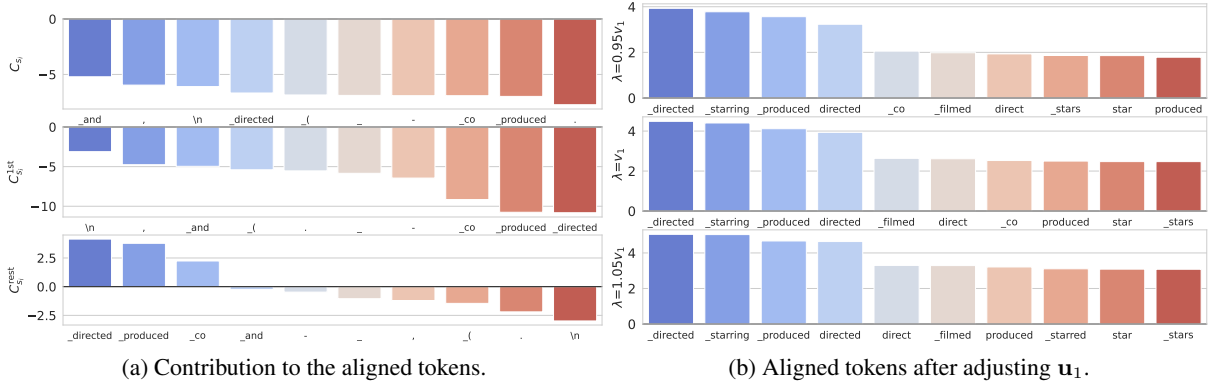 0
−5
C_{s_i}
_and , \n _directed _( _ - _co _produced .
0
−5
−10
C_{s_i}^{1st}
\n , _and _( . _ - _co _produced _directed
2.5
0.0
−2.5
C_{s_i}^{rest}
_directed _produced _co _and - _ , _( . \n
(a) Contribution to the aligned tokens.
4
2
0
λ=0.95v₁
_directed _starring _produced directed _co _filmed direct _stars star produced
4
2
0
λ=v₁
_directed _starring _produced directed _filmed direct _co produced star _stars
4
2
0
λ=1.05v₁
_directed _starring _produced directed direct _filmed produced _starred star _stars
(b) Aligned tokens after adjusting u₁.